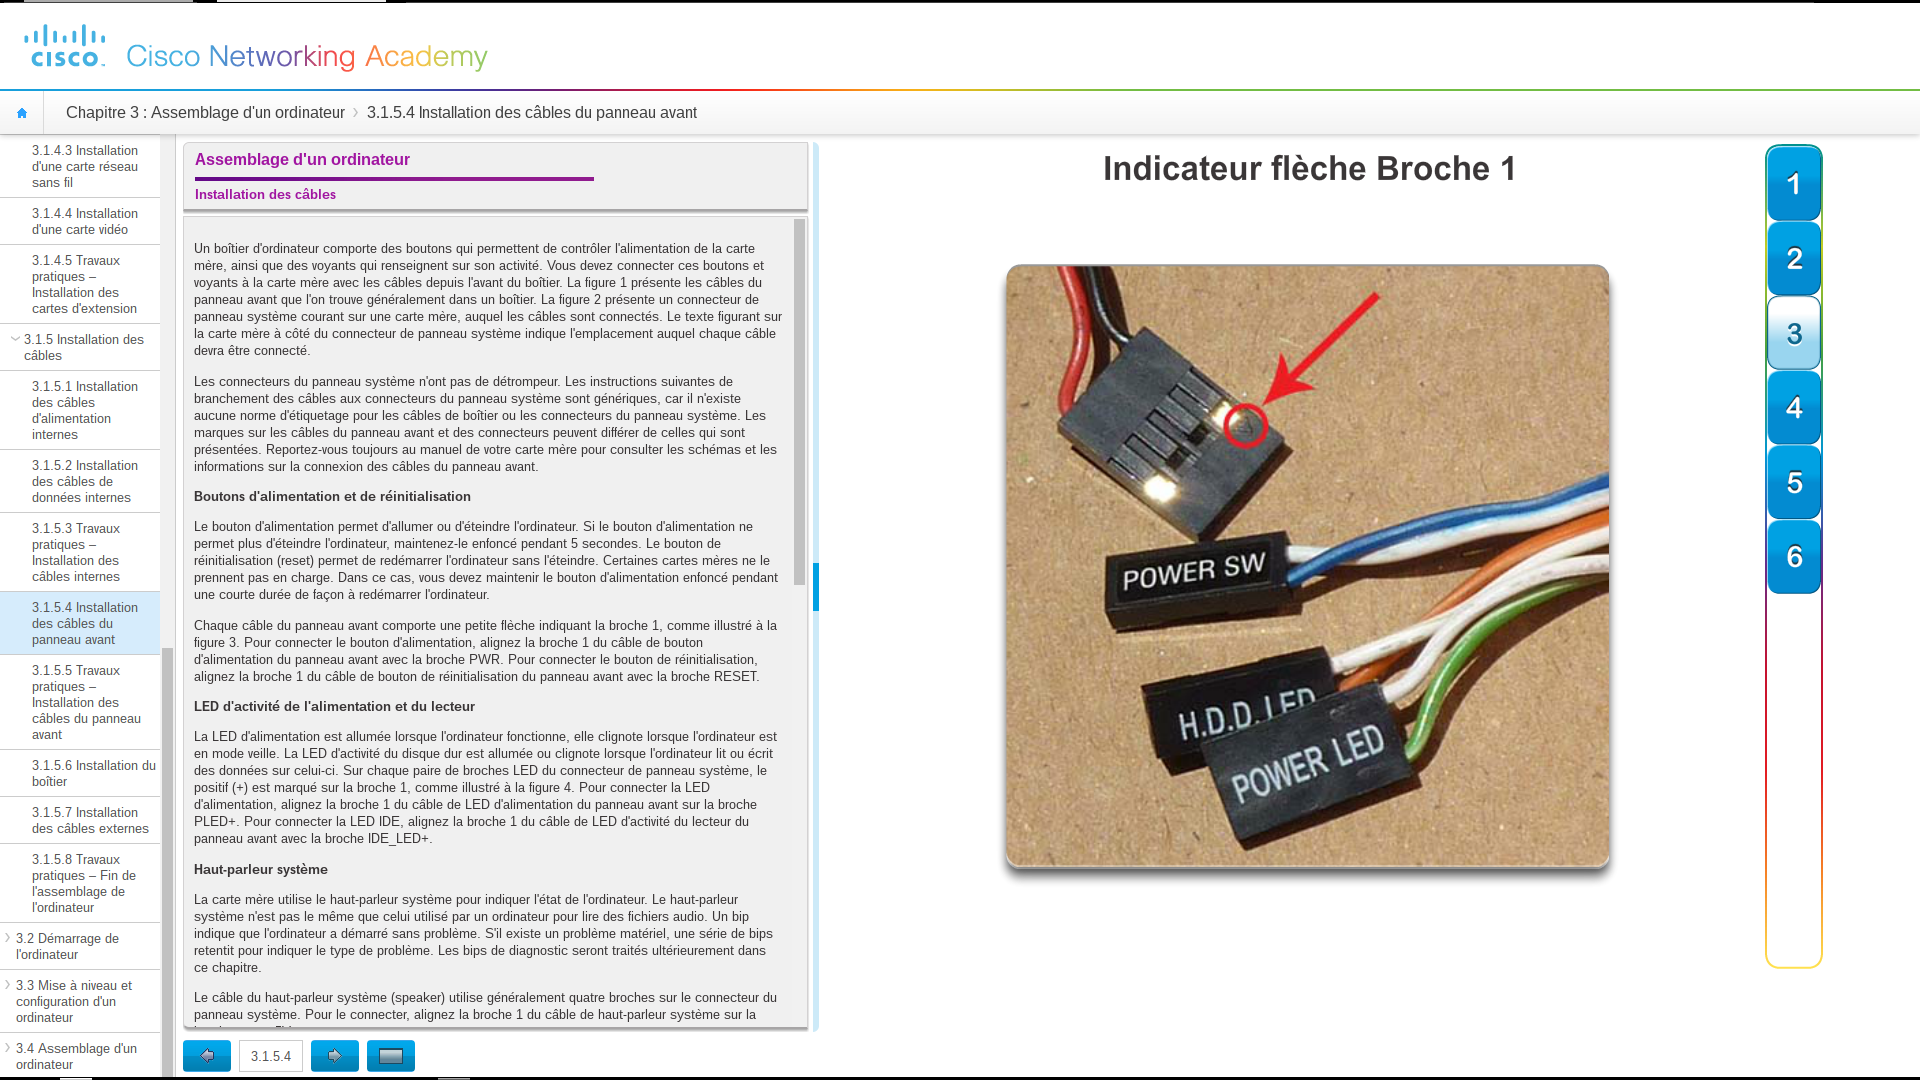 cisco
Cisco Networking Academy
Chapitre 3 : Assemblage d'un ordinateur
3.1.5.4 Installation des câbles du panneau avant
3.1.4.3 Installation
d'une carte réseau
sans fil
3.1.4.4 Installation
d'une carte vidéo
3.1.4.5 Travaux
pratiques –
Installation des
cartes d'extension
3.1.5 Installation des
câbles
3.1.5.1 Installation
des câbles
d'alimentation
internes
3.1.5.2 Installation
des câbles de
données internes
3.1.5.3 Travaux
pratiques –
Installation des
câbles internes
3.1.5.4 Installation
des câbles du
panneau avant
3.1.5.5 Travaux
pratiques –
Installation des
câbles du panneau
avant
3.1.5.6 Installation du
boîtier
3.1.5.7 Installation
des câbles externes
3.1.5.8 Travaux
pratiques – Fin de
l'assemblage de
l'ordinateur
3.2 Démarrage de
l'ordinateur
3.3 Mise à niveau et
configuration d'un
ordinateur
3.4 Assemblage d'un
ordinateur
Assemblage d'un ordinateur
Installation des câbles
Un boîtier d'ordinateur comporte des boutons qui permettent de contrôler l'alimentation de la carte
mère, ainsi que des voyants qui renseignent sur son activité. Vous devez connecter ces boutons et
voyants à la carte mère avec les câbles depuis l'avant du boîtier. La figure 1 présente les câbles du
panneau avant que l'on trouve généralement dans un boîtier. La figure 2 présente un connecteur de
panneau système courant sur une carte mère, auquel les câbles sont connectés. Le texte figurant sur
la carte mère à côté du connecteur de panneau système indique l'emplacement auquel chaque câble
devra être connecté.
Les connecteurs du panneau système n'ont pas de détrompeur. Les instructions suivantes de
branchement des câbles aux connecteurs du panneau système sont génériques, car il n'existe
aucune norme d'étiquetage pour les câbles de boîtier ou les connecteurs du panneau système. Les
marques sur les câbles du panneau avant et des connecteurs peuvent différer de celles qui sont
présentées. Reportez-vous toujours au manuel de votre carte mère pour consulter les schémas et les
informations sur la connexion des câbles du panneau avant.
Boutons d'alimentation et de réinitialisation
Le bouton d'alimentation permet d'allumer ou d'éteindre l'ordinateur. Si le bouton d'alimentation ne
permet plus d'éteindre l'ordinateur, maintenez-le enfoncé pendant 5 secondes. Le bouton de
réinitialisation (reset) permet de redémarrer l'ordinateur sans l'éteindre. Certaines cartes mères ne le
prennent pas en charge. Dans ce cas, vous devez maintenir le bouton d'alimentation enfoncé pendant
une courte durée de façon à redémarrer l'ordinateur.
Chaque câble du panneau avant comporte une petite flèche indiquant la broche 1, comme illustré à la
figure 3. Pour connecter le bouton d'alimentation, alignez la broche 1 du câble de bouton
d'alimentation du panneau avant avec la broche PWR. Pour connecter le bouton de réinitialisation,
alignez la broche 1 du câble de bouton de réinitialisation du panneau avant avec la broche RESET.
LED d'activité de l'alimentation et du lecteur
La LED d'alimentation est allumée lorsque l'ordinateur fonctionne, elle clignote lorsque l'ordinateur est
en mode veille. La LED d'activité du disque dur est allumée ou clignote lorsque l'ordinateur lit ou écrit
des données sur celui-ci. Sur chaque paire de broches LED du connecteur de panneau système, le
positif (+) est marqué sur la broche 1, comme illustré à la figure 4. Pour connecter la LED
d'alimentation, alignez la broche 1 du câble de LED d'alimentation du panneau avant sur la broche
PLED+. Pour connecter la LED IDE, alignez la broche 1 du câble de LED d'activité du lecteur du
panneau avant avec la broche IDE_LED+.
Haut-parleur système
La carte mère utilise le haut-parleur système pour indiquer l'état de l'ordinateur. Le haut-parleur
système n'est pas le même que celui utilisé par un ordinateur pour lire des fichiers audio. Un bip
indique que l'ordinateur a démarré sans problème. S'il existe un problème matériel, une série de bips
retentit pour indiquer le type de problème. Les bips de diagnostic seront traités ultérieurement dans
ce chapitre.
Le câble du haut-parleur système (speaker) utilise généralement quatre broches sur le connecteur du
panneau système. Pour le connecter, alignez la broche 1 du câble de haut-parleur système sur la
3.1.5.4
Indicateur flèche Broche 1
POWER SW
H.D.D. LED
POWER LED
1
2
3
4
5
6